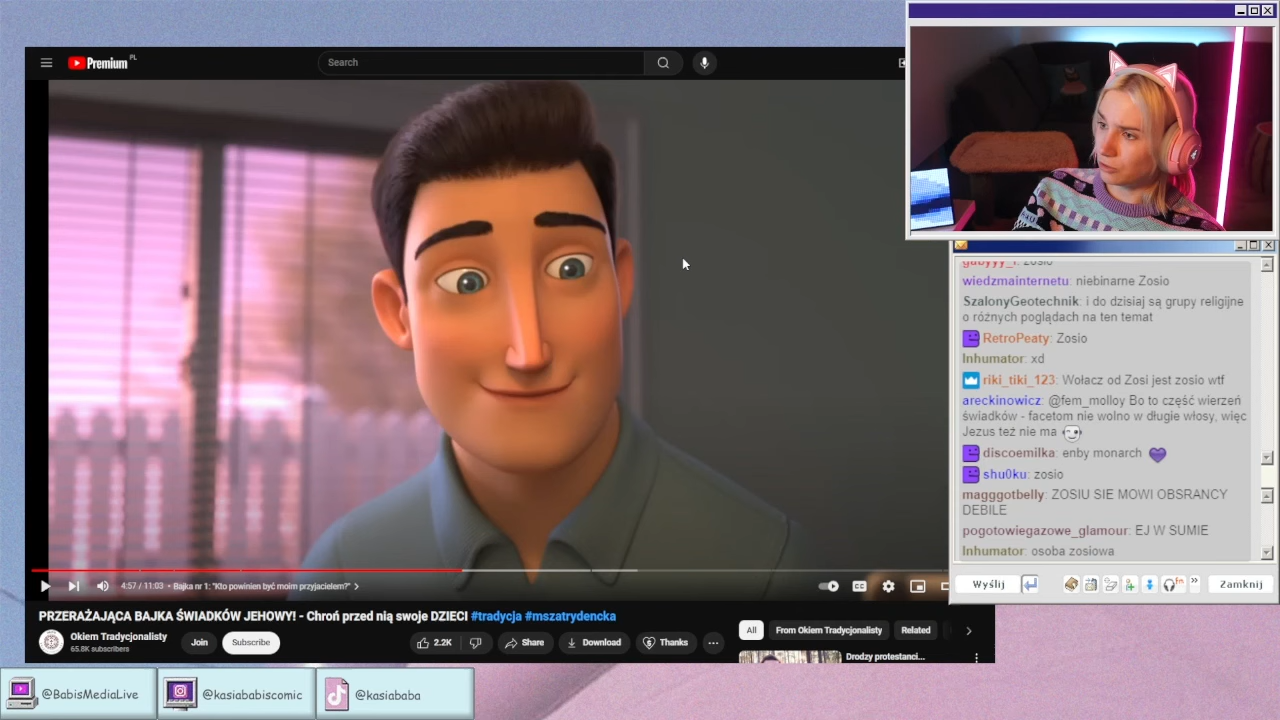 Premium PL
Search
gabyyy_i: zosio
wiedzmainternetu: niebinarne Zosio
SzalonyGeotechnik: i do dzisiaj są grupy religijne
o różnych poglądach na ten temat
RetroPeaty: Zosio
Inhumator: xd
riki_tiki_123: Wołacz od Zosi jest zosio wtf
areckinowicz: @fem_molloy Bo to część wierzeń
świadków - facetom nie wolno w długie włosy, więc
Jezus też nie ma
discoemilka: enby monarch
shu0ku: zosio
magggotbelly: ZOSIU SIE MOWI OBSRANCY
DEBILE
pogotowiegazowe_glamour: EJ W SUMIE
Inhumator: osoba zosiowa
Wyślij
fn
Zamknij
4:57 / 11:03 • Bajka nr 1: "Kto powinien być moim przyjacielem?" >
CC
PRZERAŻAJĄCA BAJKA ŚWIADKÓW JEHOWY! - Chroń przed nią swoje DZIECI #tradycja #mszatrydencka
Okiem Tradycjonalisty
65.8K subscribers
Join
Subscribe
2.2K
Share
Download
Thanks
All
From Okiem Tradycjonalisty
Related
Drodzy protestanci...
@BabisMediaLive
@kasiababiscomic
@kasiababa